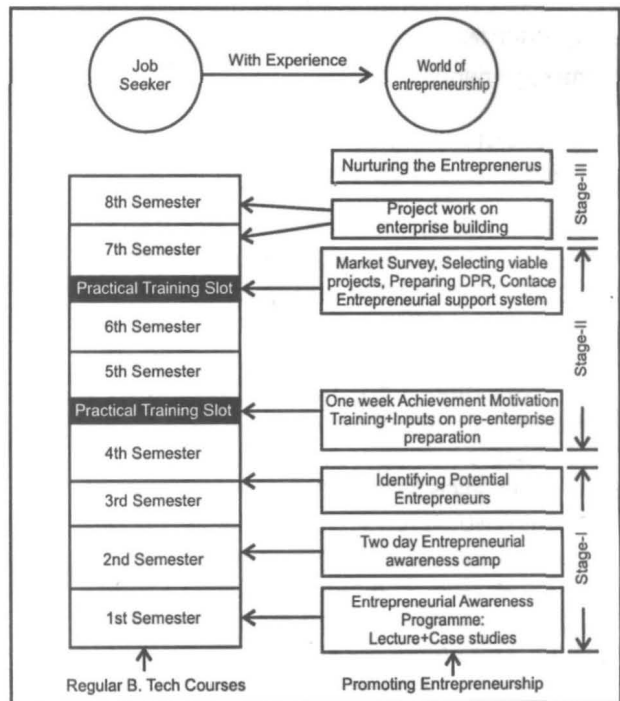 Job
Seeker
With Experience
World of
entrepreneurship
Nurturing the Entreprenerus
8th Semester
Project work on
enterprise building
Stage-III
7th Semester
Market Survey, Selecting viable
projects, Preparing DPR, Contace
Entrepreneurial support system
Practical Training Slot
6th Semester
Stage-II
5th Semester
Practical Training Slot
One week Achievement Motivation
Training+Inputs on pre-enterprise
preparation
4th Semester
Identifying Potential
Entrepreneurs
3rd Semester
Two day Entrepreneurial
awareness camp
2nd Semester
Stage-I
1st Semester
Entrepreneurial Awareness
Programme:
Lecture+Case studies
Regular B. Tech Courses
Promoting Entrepreneurship